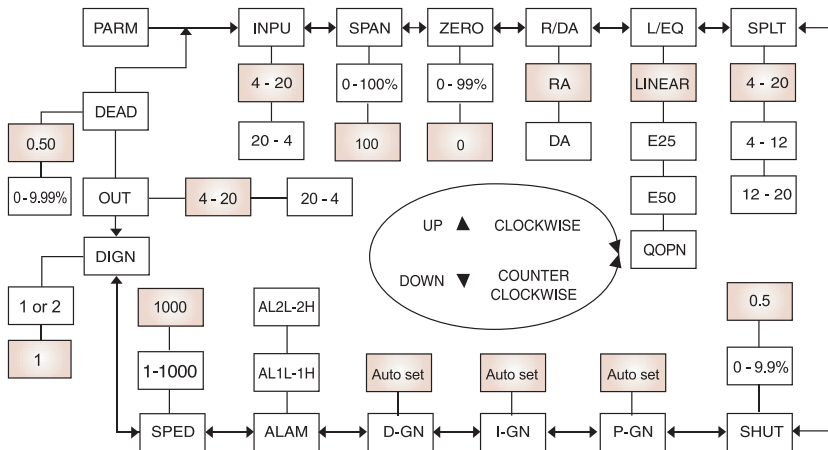 PARM
INPU
SPAN
ZERO
R/DA
L/EQ
SPLT
4 - 20
0 - 100%
0 - 99%
RA
LINEAR
4 - 20
DEAD
20 - 4
100
0
DA
E25
4 - 12
0.50
0 - 9.99%
OUT
4 - 20
20 - 4
E50
12 - 20
UP ▲ CLOCKWISE
QOPN
DIGN
DOWN ▼ COUNTER
CLOCKWISE
1 or 2
1
1000
AL2L-2H
0.5
1-1000
AL1L-1H
Auto set
Auto set
Auto set
0 - 9.9%
SPED
ALAM
D-GN
I-GN
P-GN
SHUT